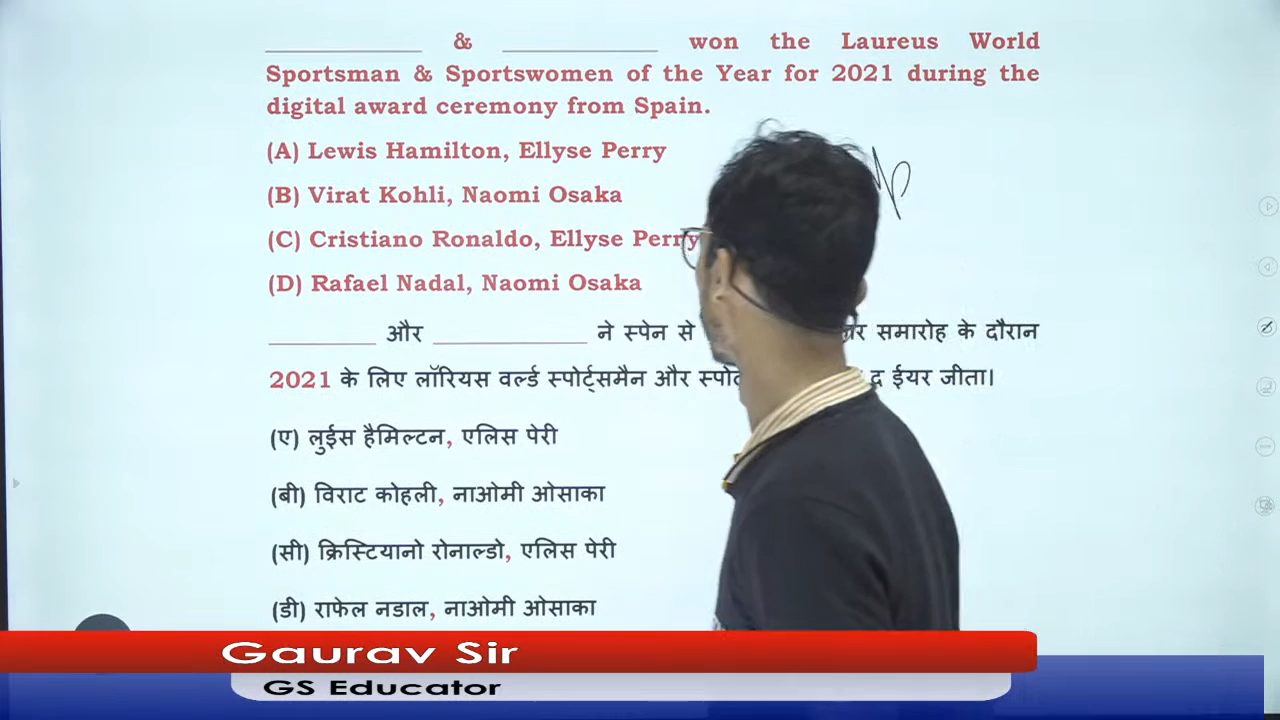 ____________ & ____________ won the Laureus World
Sportsman & Sportswomen of the Year for 2021 during the
digital award ceremony from Spain.
(A) Lewis Hamilton, Ellyse Perry
(B) Virat Kohli, Naomi Osaka
(C) Cristiano Ronaldo, Ellyse Perry
(D) Rafael Nadal, Naomi Osaka
________ और ____________ ने स्पेन से समारोह के दौरान
2021 के लिए लॉरियस वर्ल्ड स्पोर्ट्समैन और द ईयर जीता।
(ए) लुईस हैमिल्टन, एलिस पेरी
(बी) विराट कोहली, नाओमी ओसाका
(सी) क्रिस्टियानो रोनाल्डो, एलिस पेरी
(डी) राफेल नडाल, नाओमी ओसाका
Gaurav Sir
GS Educator